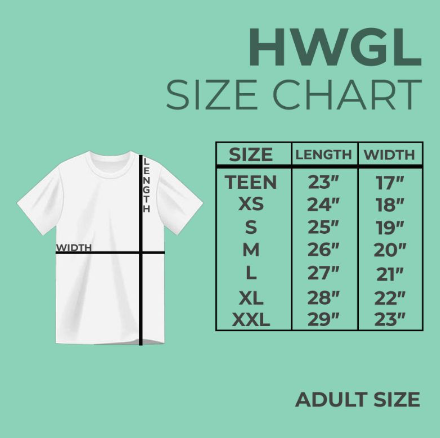 HWGL
SIZE CHART
LENGTH
WIDTH
SIZE LENGTH WIDTH
TEEN 23" 17"
XS 24" 18"
S 25" 19"
M 26" 20"
L 27" 21"
XL 28" 22"
XXL 29" 23"
ADULT SIZE